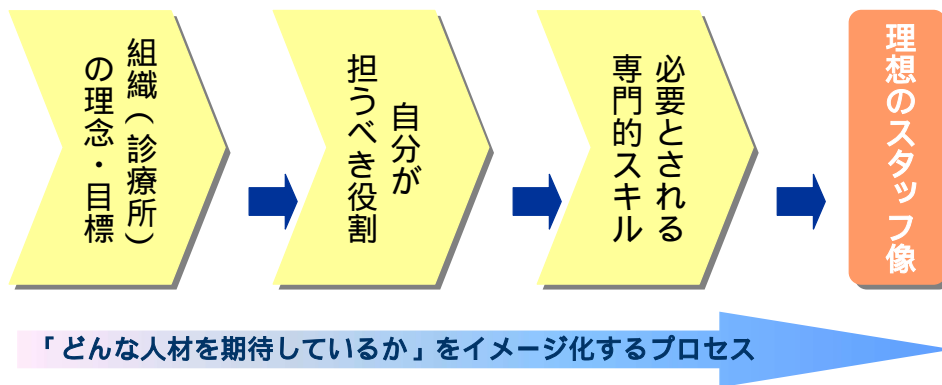 組織(診療所)
の理念・目標
自分が
担うべき役割
必要とされる
専門的スキル
理想のスタッフ像
「どんな人材を期待しているか」をイメージ化するプロセス